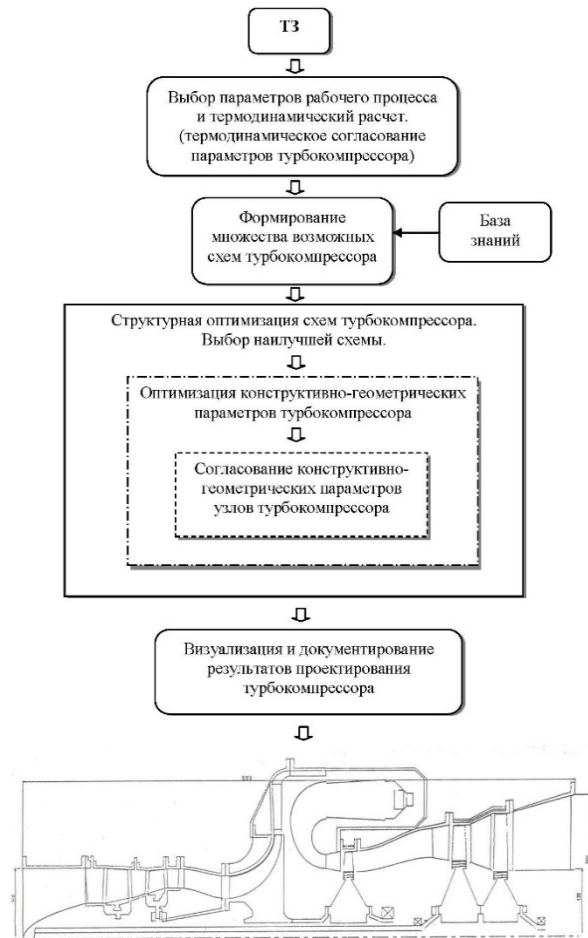 ТЗ
Выбор параметров рабочего процесса
и термодинамический расчет.
(термодинамическое согласование
параметров турбокомпрессора)
Формирование
множества возможных
схем турбокомпрессора
База
знаний
Структурная оптимизация схем турбокомпрессора.
Выбор наилучшей схемы.
Оптимизация конструктивно-геометрических
параметров турбокомпрессора
Согласование конструктивно-
геометрических параметров
узлов турбокомпрессора
Визуализация и документирование
результатов проектирования
турбокомпрессора